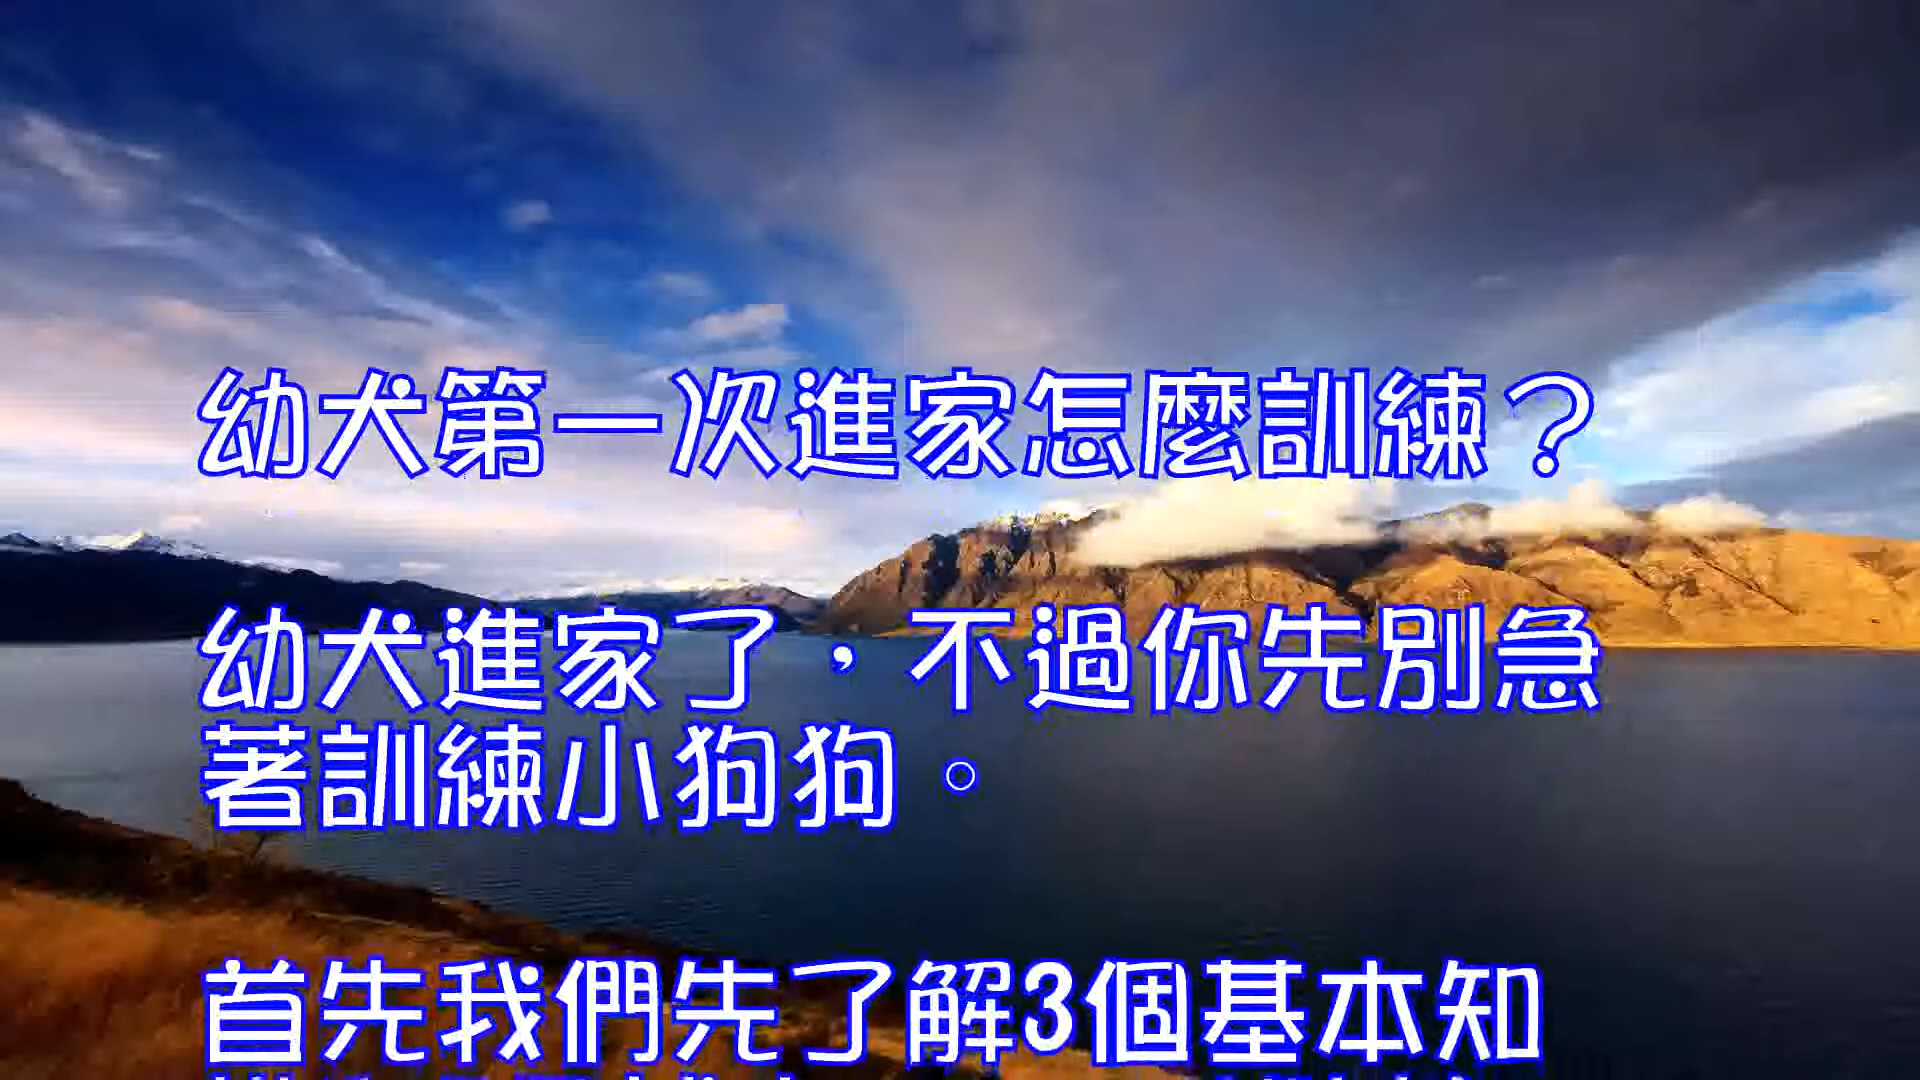 幼犬第一次進家怎麼訓練？
幼犬進家了，不過你先別急
著訓練小狗狗。
首先我們先了解3個基本知